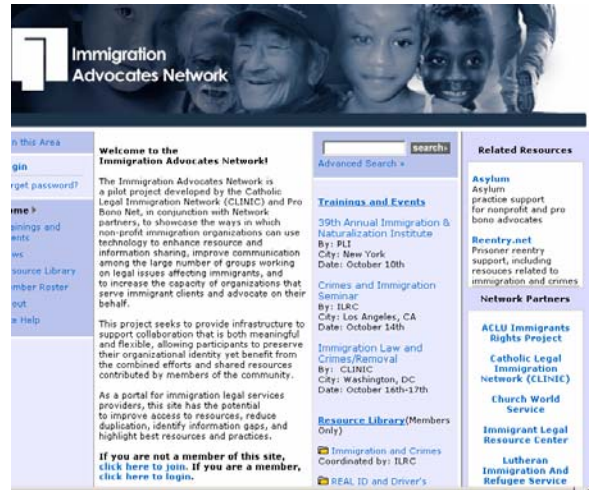 Immigration
Advocates Network
n this Area
gin
rget password?
me
inings and
ents
ws
source Library
mber Roster
out
e Help
Welcome to the
Immigration Advocates Network!
The Immigration Advocates Network is
a pilot project developed by the Catholic
Legal Immigration Network (CLINIC) and Pro
Bono Net, in conjunction with Network
partners, to showcase the ways in which
non-profit immigration organizations can use
technology to enhance resource and
information sharing, improve communication
among the large number of groups working
on legal issues affecting immigrants, and
to increase the capacity of organizations that
serve immigrant clients and advocate on their
behalf.
This project seeks to provide infrastructure to
support collaboration that is both meaningful
and flexible, allowing participants to preserve
their organizational identity yet benefit from
the combined efforts and shared resources
contributed by members of the community.
As a portal for immigration legal services
providers, this site has the potential
to improve access to resources, reduce
duplication, identify information gaps, and
highlight best resources and practices.
If you are not a member of this site,
click here to join. If you are a member,
click here to login.
search»
Advanced Search »
Trainings and Events
39th Annual Immigration &
Naturalization Institute
By: PLI
City: New York
Date: October 10th
Crimes and Immigration
Seminar
By: ILRC
City: Los Angeles, CA
Date: October 14th
Immigration Law and
Crimes/Removal
By: CLINIC
City: Washington, DC
Date: October 16th-17th
Resource Library(Members
Only)
Immigration and Crimes
Coordinated by: ILRC
REAL ID and Driver's
Related Resources
Asylum
Asylum
practice support
for nonprofit and pro
bono advocates
Reentry.net
Prisoner reentry
support, including
resouces related to
immigration and crimes
Network Partners
ACLU Immigrants
Rights Project
Catholic Legal
Immigration
Network (CLINIC)
Church World
Service
Immigrant Legal
Resource Center
Lutheran
Immigration And
Refugee Service